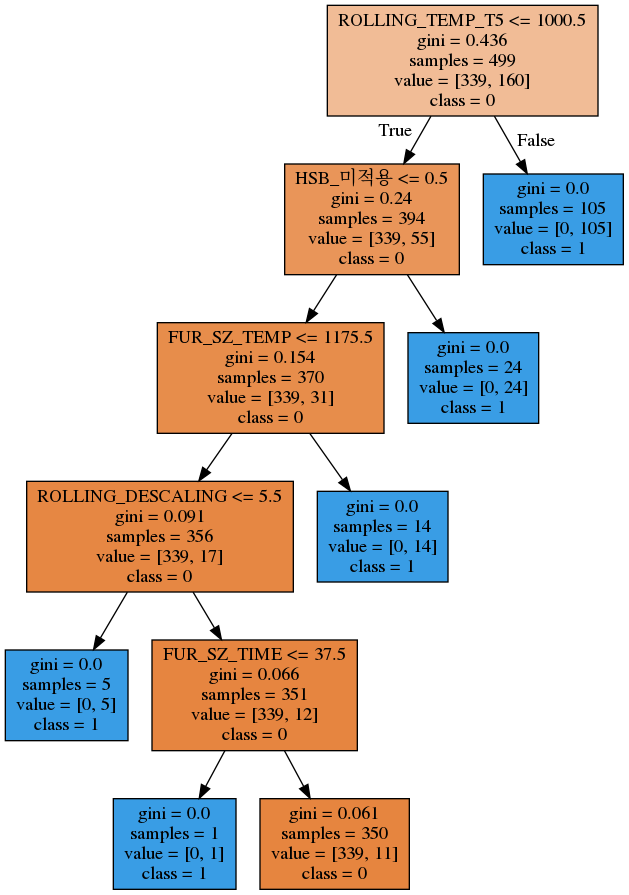 ROLLING_TEMP_T5 <= 1000.5
gini = 0.436
samples = 499
value = [339, 160]
class = 0
True
False
HSB_미적용 <= 0.5
gini = 0.24
samples = 394
value = [339, 55]
class = 0
gini = 0.0
samples = 105
value = [0, 105]
class = 1
FUR_SZ_TEMP <= 1175.5
gini = 0.154
samples = 370
value = [339, 31]
class = 0
gini = 0.0
samples = 24
value = [0, 24]
class = 1
ROLLING_DESCALING <= 5.5
gini = 0.091
samples = 356
value = [339, 17]
class = 0
gini = 0.0
samples = 14
value = [0, 14]
class = 1
gini = 0.0
samples = 5
value = [0, 5]
class = 1
FUR_SZ_TIME <= 37.5
gini = 0.066
samples = 351
value = [339, 12]
class = 0
gini = 0.0
samples = 1
value = [0, 1]
class = 1
gini = 0.061
samples = 350
value = [339, 11]
class = 0